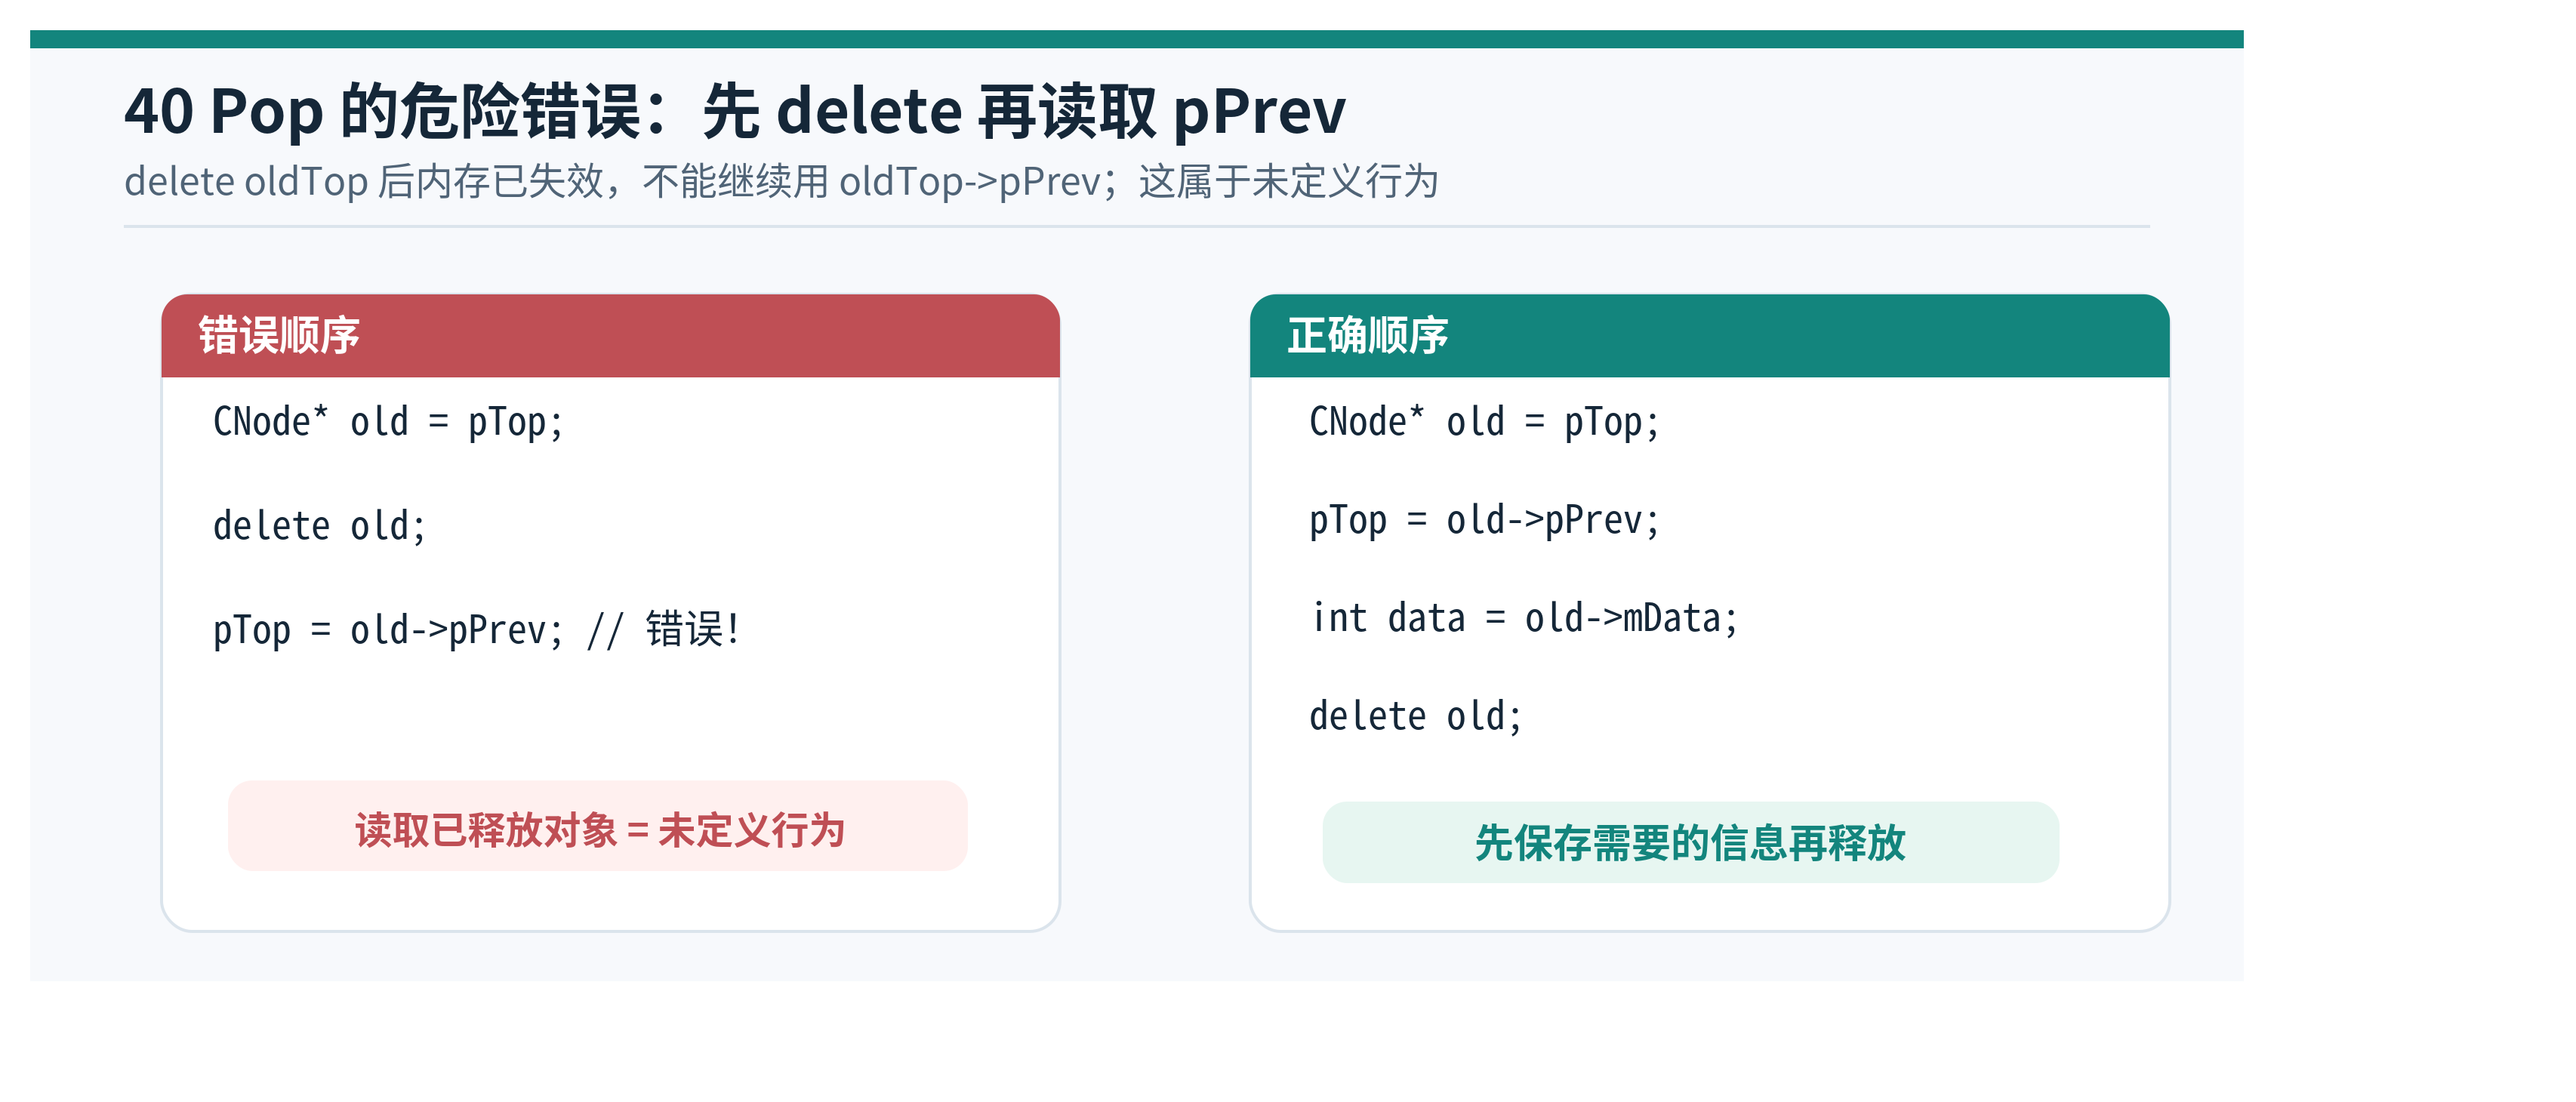 40 Pop 的危险错误：先 delete 再读取 pPrev
delete oldTop 后内存已失效，不能继续用 oldTop->pPrev；这属于未定义行为
错误顺序
CNode* old = pTop;
delete old;
pTop = old->pPrev; // 错误！
读取已释放对象 = 未定义行为
正确顺序
CNode* old = pTop;
pTop = old->pPrev;
int data = old->mData;
delete old;
先保存需要的信息再释放